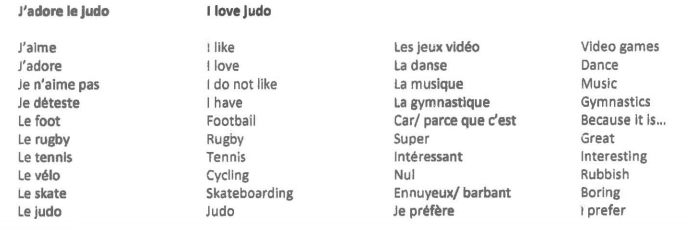 J'adore le judo I love judo
J'aime I like Les jeux vidéo Video games
J'adore I love La danse Dance
Je n'aime pas I do not like La musique Music
Je déteste I have La gymnastique Gymnastics
Le foot Football Car/ parce que c'est Because it is...
Le rugby Rugby Super Great
Le tennis Tennis Intéressant Interesting
Le vélo Cycling Nul Rubbish
Le skate Skateboarding Ennuyeux/ barbant Boring
Le judo Judo Je préfère I prefer